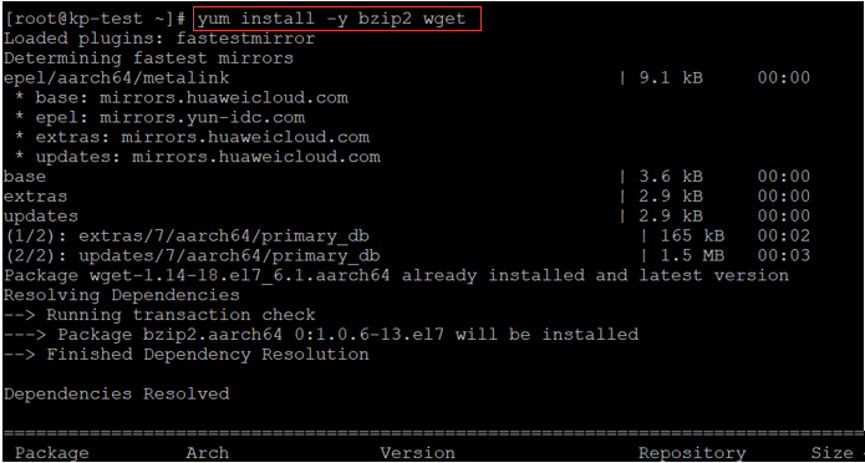 [root@kp-test ~]# yum install -y bzip2 wget
Loaded plugins: fastestmirror
Determining fastest mirrors
epel/aarch64/metalink | 9.1 kB 00:00
* base: mirrors.huaweicloud.com
* epel: mirrors.yun-idc.com
* extras: mirrors.huaweicloud.com
* updates: mirrors.huaweicloud.com
base | 3.6 kB 00:00
extras | 2.9 kB 00:00
updates | 2.9 kB 00:00
(1/2): extras/7/aarch64/primary_db | 165 kB 00:02
(2/2): updates/7/aarch64/primary_db | 1.5 MB 00:03
Package wget-1.14-18.el7_6.1.aarch64 already installed and latest version
Resolving Dependencies
--> Running transaction check
---> Package bzip2.aarch64 0:1.0.6-13.el7 will be installed
--> Finished Dependency Resolution
Dependencies Resolved
================================================================================
Package Arch Version Repository Size